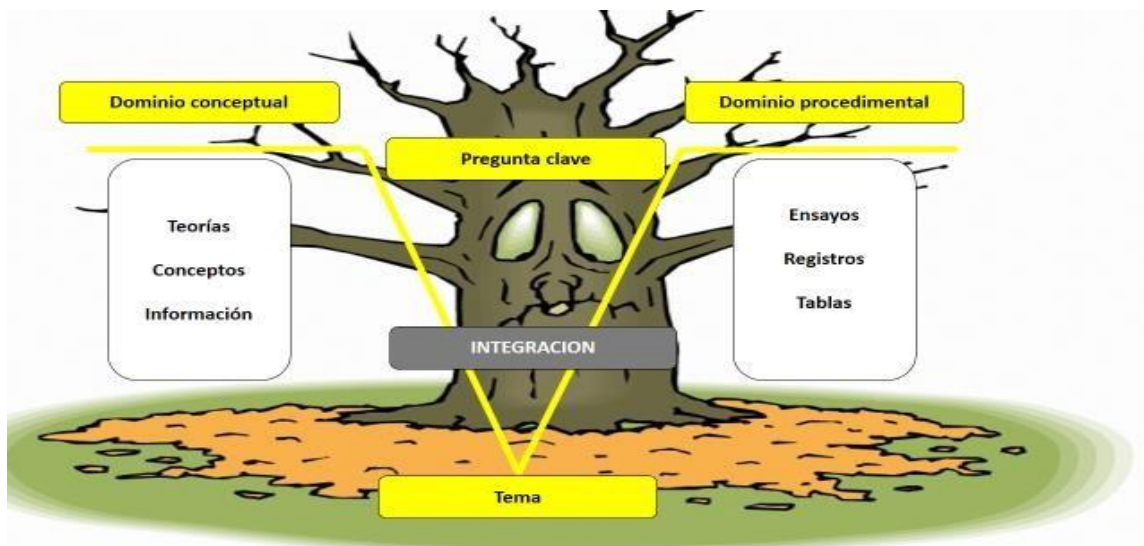 Dominio conceptual
Dominio procedimental
Pregunta clave
Teorías
Conceptos
Información
Ensayos
Registros
Tablas
INTEGRACION
Tema